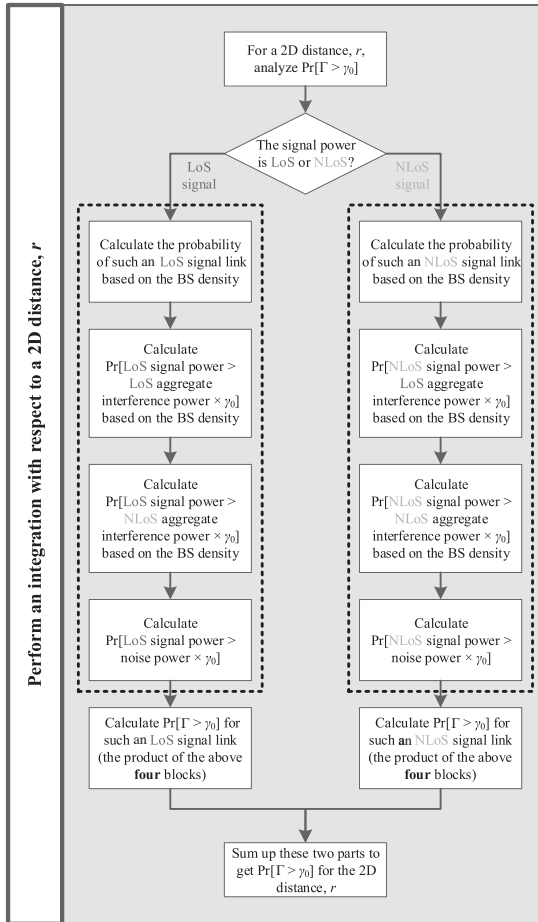 Perform an integration with respect to a 2D distance, r
For a 2D distance, r,
analyze Pr[Γ > γ₀]
The signal power
is LoS or NLoS?
LoS
signal
NLoS
signal
Calculate the probability
of such an LoS signal link
based on the BS density
Calculate
Pr[LoS signal power >
LoS aggregate
interference power × γ₀]
based on the BS density
Calculate
Pr[LoS signal power >
NLoS aggregate
interference power × γ₀]
based on the BS density
Calculate
Pr[LoS signal power >
noise power × γ₀]
Calculate Pr[Γ > γ₀] for
such an LoS signal link
(the product of the above
four blocks)
Calculate the probability
of such an NLoS signal link
based on the BS density
Calculate
Pr[NLoS signal power >
LoS aggregate
interference power × γ₀]
based on the BS density
Calculate
Pr[NLoS signal power >
NLoS aggregate
interference power × γ₀]
based on the BS density
Calculate
Pr[NLoS signal power >
noise power × γ₀]
Calculate Pr[Γ > γ₀] for
such an NLoS signal link
(the product of the above
four blocks)
Sum up these two parts to
get Pr[Γ > γ₀] for the 2D
distance, r